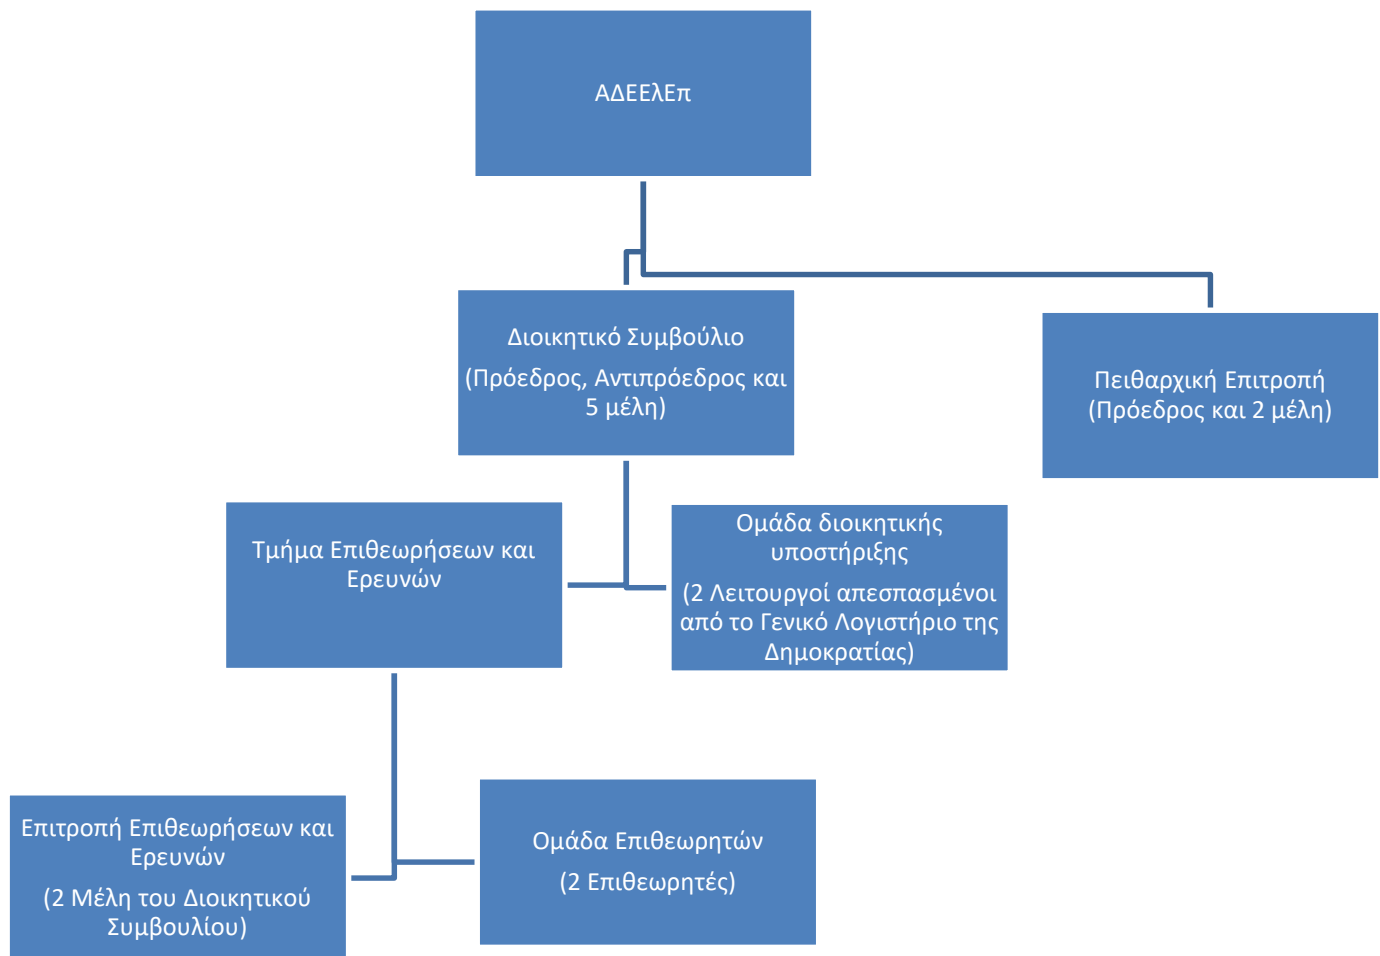 ΑΔΕΕλΕπ
Διοικητικό Συμβούλιο
(Πρόεδρος, Αντιπρόεδρος και
5 μέλη)
Πειθαρχική Επιτροπή
(Πρόεδρος και 2 μέλη)
Τμήμα Επιθεωρήσεων και
Ερευνών
Ομάδα διοικητικής
υποστήριξης
(2 Λειτουργοί απεσπασμένοι
από το Γενικό Λογιστήριο της
Δημοκρατίας)
Επιτροπή Επιθεωρήσεων και
Ερευνών
(2 Μέλη του Διοικητικού
Συμβουλίου)
Ομάδα Επιθεωρητών
(2 Επιθεωρητές)